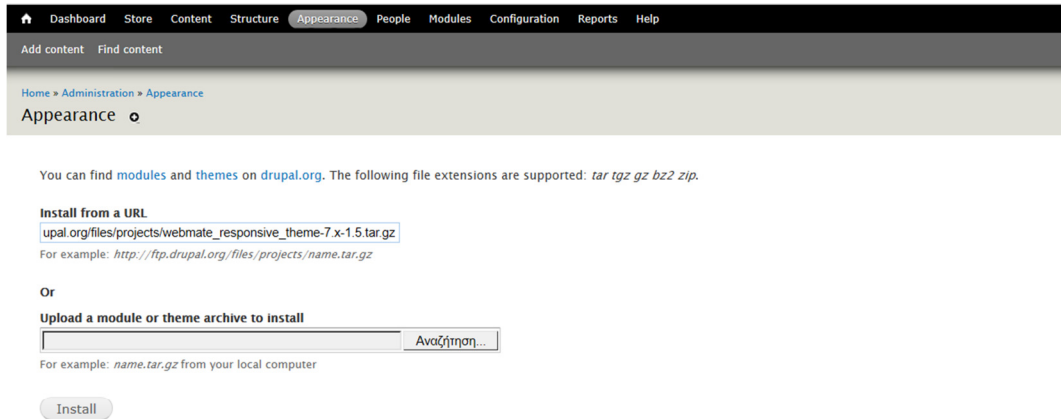 Dashboard Store Content Structure Appearance People Modules Configuration Reports Help
Add content Find content
Home » Administration » Appearance
Appearance
You can find modules and themes on drupal.org. The following file extensions are supported: tar tgz gz bz2 zip.
Install from a URL
upal.org/files/projects/webmate_responsive_theme-7.x-1.5.tar.gz
For example: http://ftp.drupal.org/files/projects/name.tar.gz
Or
Upload a module or theme archive to install
Αναζήτηση...
For example: name.tar.gz from your local computer
Install